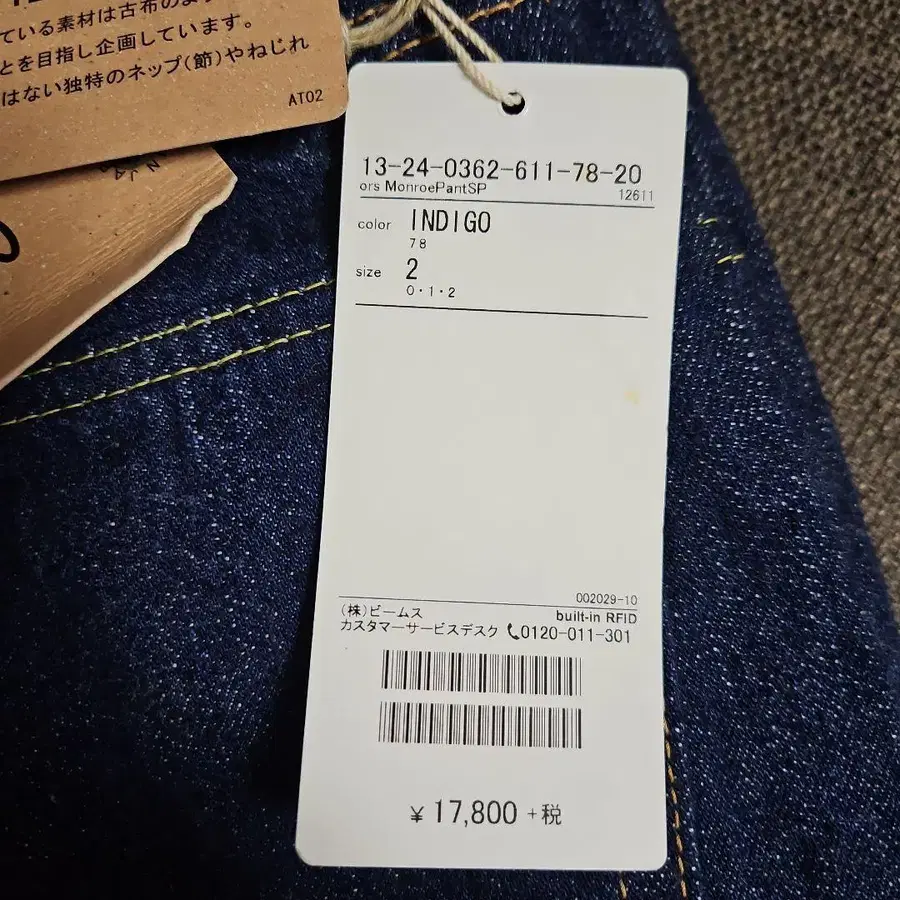 ている素材は古布のよう
とを目指し企画しています。
はない独特のネップ(節)やねじれ
AT02
13-24-0362-611-78-20
ors MonroePantSP
12611
color INDIGO
78
size 2
0・1・2
002029-10
(株)ビームス
built-in RFID
カスタマーサービスデスク 0120-011-301
¥ 17,800 +税